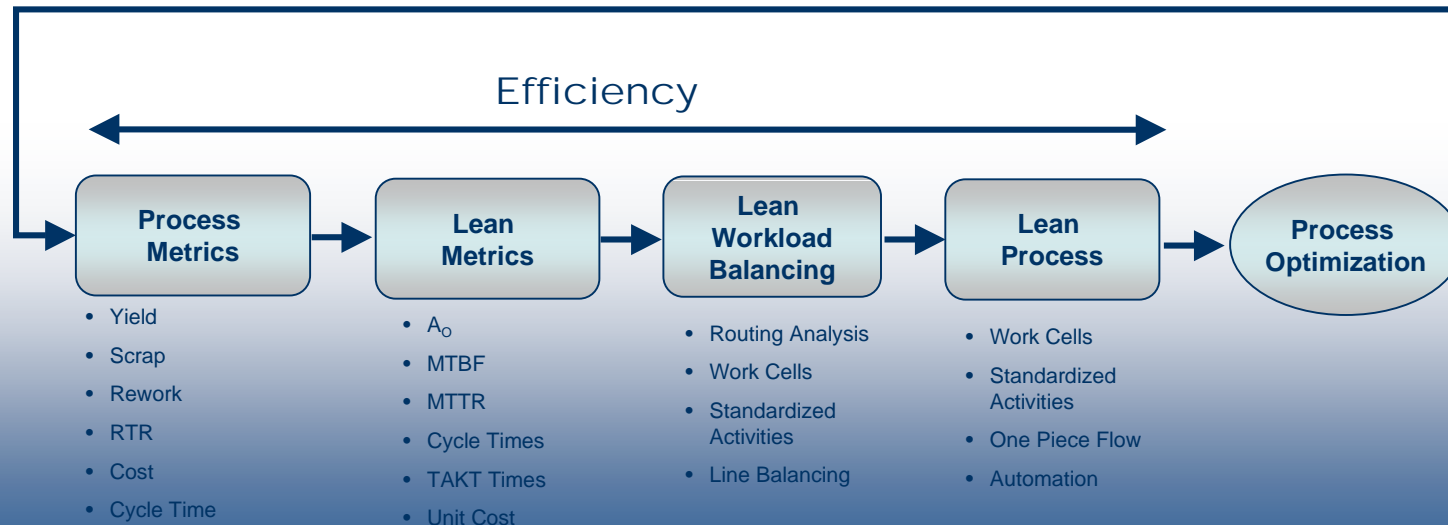 Efficiency
Process
Metrics
• Yield
• Scrap
• Rework
• RTR
• Cost
• Cycle Time
Lean
Metrics
• AO
• MTBF
• MTTR
• Cycle Times
• TAKT Times
• Unit Cost
Lean
Workload
Balancing
• Routing Analysis
• Work Cells
• Standardized
Activities
• Line Balancing
Lean
Process
• Work Cells
• Standardized
Activities
• One Piece Flow
• Automation
Process
Optimization